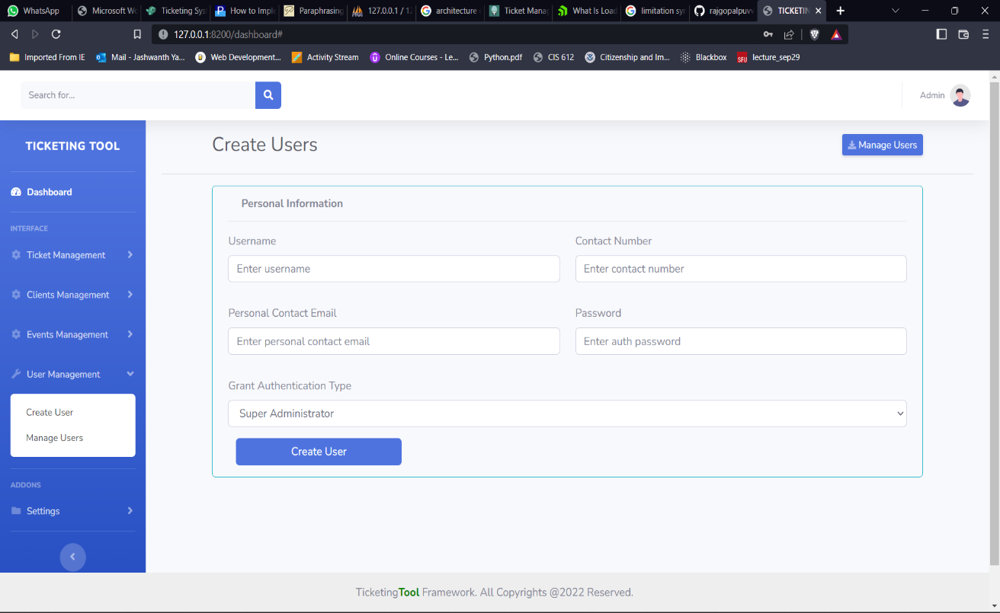 WhatsApp Microsoft Wo Ticketing Sys How to Imple Paraphrasing 127.0.0.1 / 12 architecture Ticket Manag What Is Load limitation syn rajgopalpuvv TICKETIN
127.0.0.1:8200/dashboard#
Imported From IE Mail - Jashwanth Ya... Web Development... Activity Stream Online Courses - Le... Python.pdf CIS 612 Citizenship and Im... Blackbox SFU lecture_sep29
Search for...
Admin
TICKETING TOOL
Dashboard
INTERFACE
Ticket Management
Clients Management
Events Management
User Management
Create User
Manage Users
ADDONS
Settings
Create Users
Manage Users
Personal Information
Username Contact Number
Enter username Enter contact number
Personal Contact Email Password
Enter personal contact email Enter auth password
Grant Authentication Type
Super Administrator
Create User
TicketingTool Framework. All Copyrights @2022 Reserved.